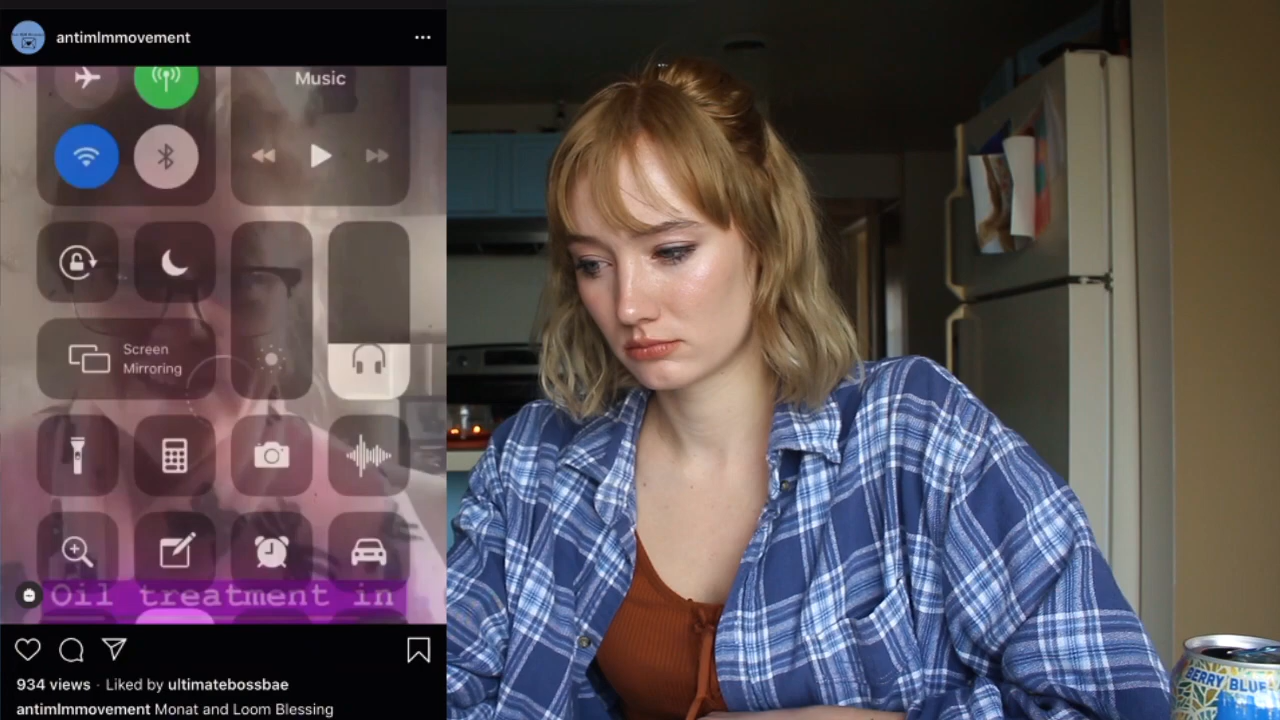 antimlmmovement
Music
Screen
Mirroring
Oil treatment in
934 views · Liked by ultimatebossbae
antimlmmovement Monat and Loom Blessing
BERRY BLUE